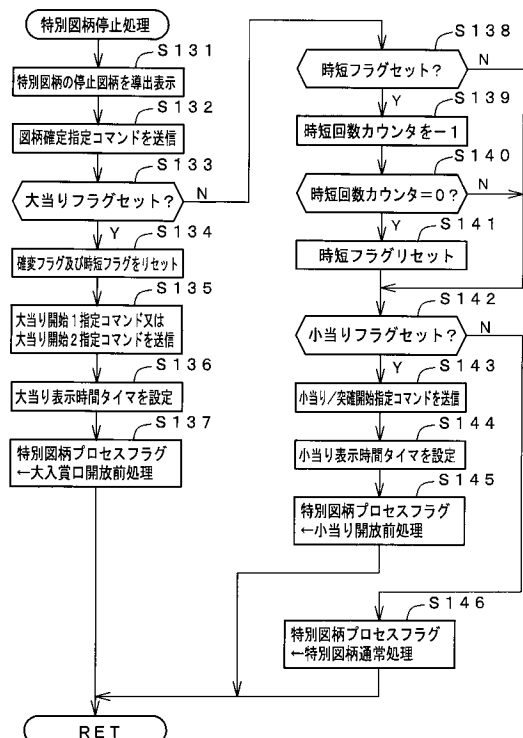 特別図柄停止処理
S131
特別図柄の停止図柄を導出表示
S132
図柄確定指定コマンドを送信
S133
大当りフラグセット?
N
Y
S134
確変フラグ及び時短フラグをリセット
S135
大当り開始1指定コマンド又は
大当り開始2指定コマンドを送信
S136
大当り表示時間タイマを設定
S137
特別図柄プロセスフラグ
←大入賞口開放前処理
S138
時短フラグセット?
N
Y
S139
時短回数カウンタを−1
S140
時短回数カウンタ=0?
N
Y
S141
時短フラグリセット
S142
小当りフラグセット?
N
Y
S143
小当り/突確開始指定コマンドを送信
S144
小当り表示時間タイマを設定
S145
特別図柄プロセスフラグ
←小当り開放前処理
S146
特別図柄プロセスフラグ
←特別図柄通常処理
RET